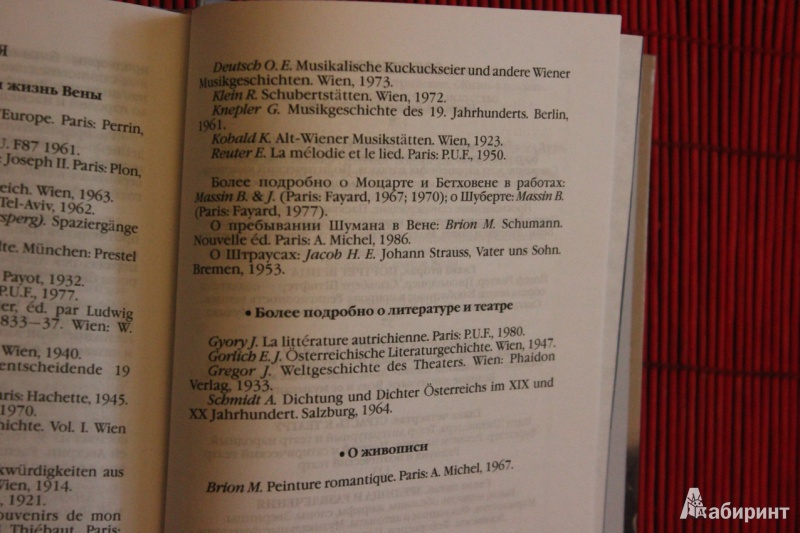 Я
и жизнь Вены
'Europe. Paris: Perrin,
U. F87 1961.
Joseph II. Paris: Plon,
reich. Wien, 1963.
Tel-Aviv, 1962.
sperg). Spaziergänge
lte. München: Prestel
Payot, 1932.
P.U.F., 1977.
er, éd. par Ludwig
833—37. Wien: W.
Wien, 1940.
entscheidende 19
aris: Hachette, 1945.
1970.
chichte. Vol. I. Wien
kwürdigkeiten aus
Wien, 1914.
, 1921.
ouvenirs de mon
Thiébaut. Paris:
Deutsch O. E. Musikalische Kuckuckseier und andere Wiener
Musikgeschichten. Wien, 1973.
Klein R. Schubertstätten. Wien, 1972.
Knepler G. Musikgeschichte des 19. Jahrhunderts. Berlin,
1961.
Kobald K. Alt-Wiener Musikstätten. Wien, 1923.
Reuter E. La mélodie et le lied. Paris: P.U.F., 1950.
Более подробно о Моцарте и Бетховене в работах:
Massin B. & J. (Paris: Fayard, 1967; 1970); о Шуберте: Massin B.
(Paris: Fayard, 1977).
О пребывании Шумана в Вене: Brion M. Schumann.
Nouvelle éd. Paris: A. Michel, 1986.
О Штраусах: Jacob H. E. Johann Strauss, Vater uns Sohn.
Bremen, 1953.
• Более подробно о литературе и театре
Gyory J. La littérature autrichienne. Paris: P.U.F., 1980.
Gorlich E. J. Österreichische Literaturgechichte. Wien, 1947.
Gregor J. Weltgeschichte des Theaters. Wien: Phaidon
Verlag, 1933.
Schmidt A. Dichtung und Dichter Österreichs im XIX und
XX Jahrhundert. Salzburg, 1964.
• О живописи
Brion M. Peinture romantique. Paris: A. Michel, 1967.
Лабиринт